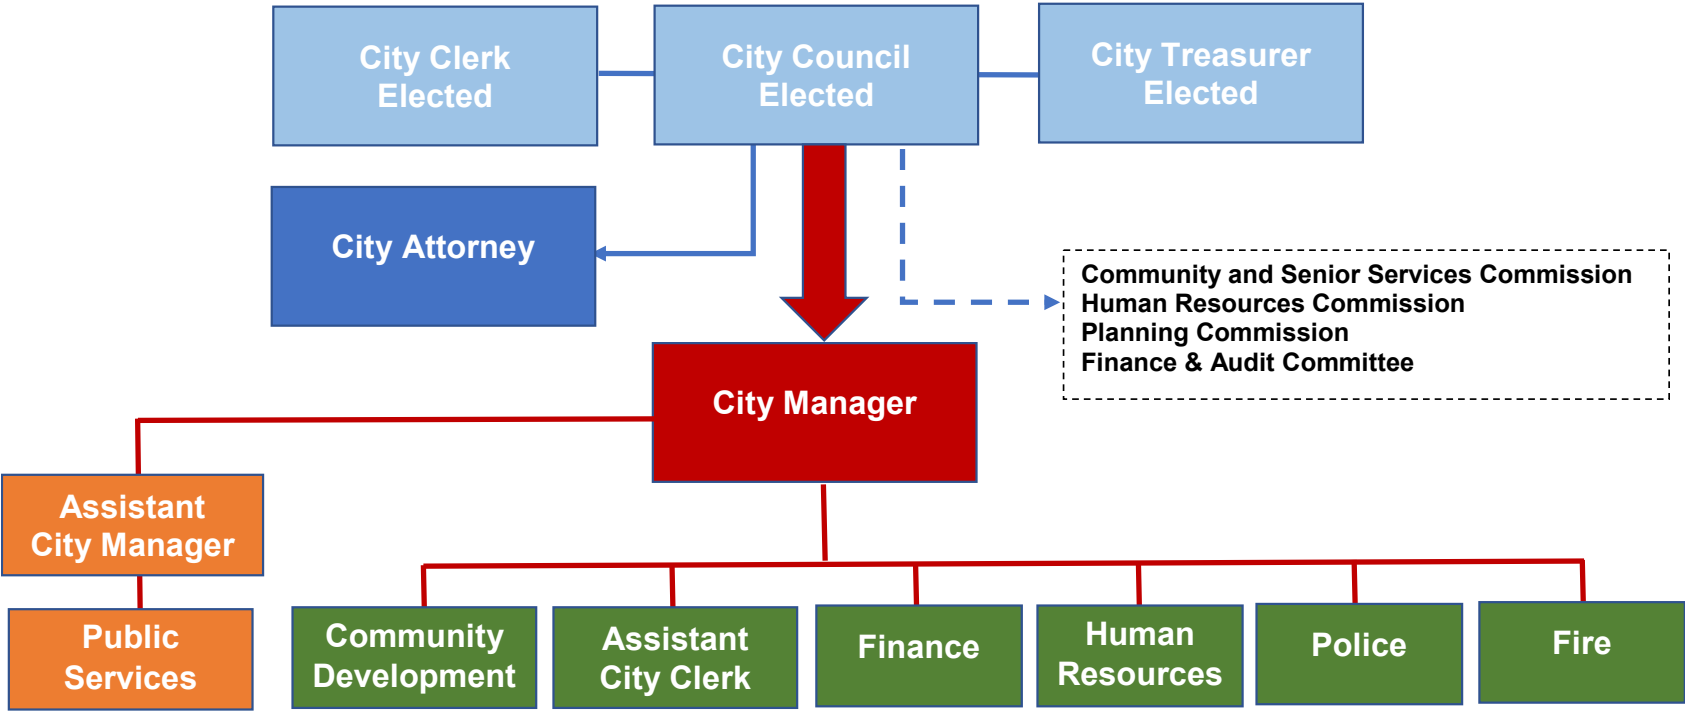 City Clerk
Elected
City Council
Elected
City Treasurer
Elected
City Attorney
Community and Senior Services Commission
Human Resources Commission
Planning Commission
Finance & Audit Committee
City Manager
Assistant
City Manager
Public
Services
Community
Development
Assistant
City Clerk
Finance
Human
Resources
Police
Fire